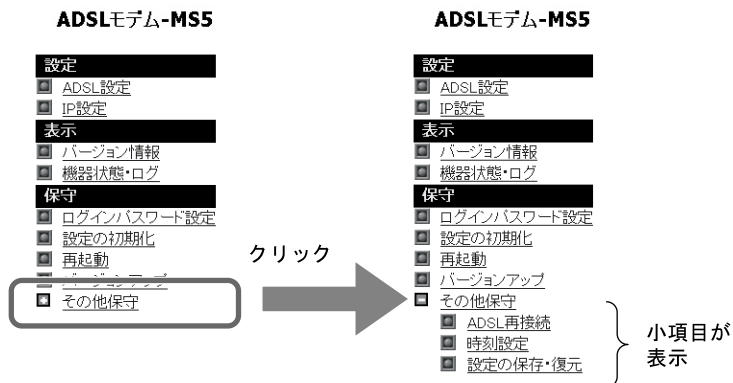 ADSLモデム-MS5
設定
ADSL設定
IP設定
表示
バージョン情報
機器状態・ログ
保守
ログインパスワード設定
設定の初期化
再起動
バージョンアップ
その他保守
クリック
ADSLモデム-MS5
設定
ADSL設定
IP設定
表示
バージョン情報
機器状態・ログ
保守
ログインパスワード設定
設定の初期化
再起動
バージョンアップ
その他保守
ADSL再接続
時刻設定
設定の保存・復元
小項目が
表示